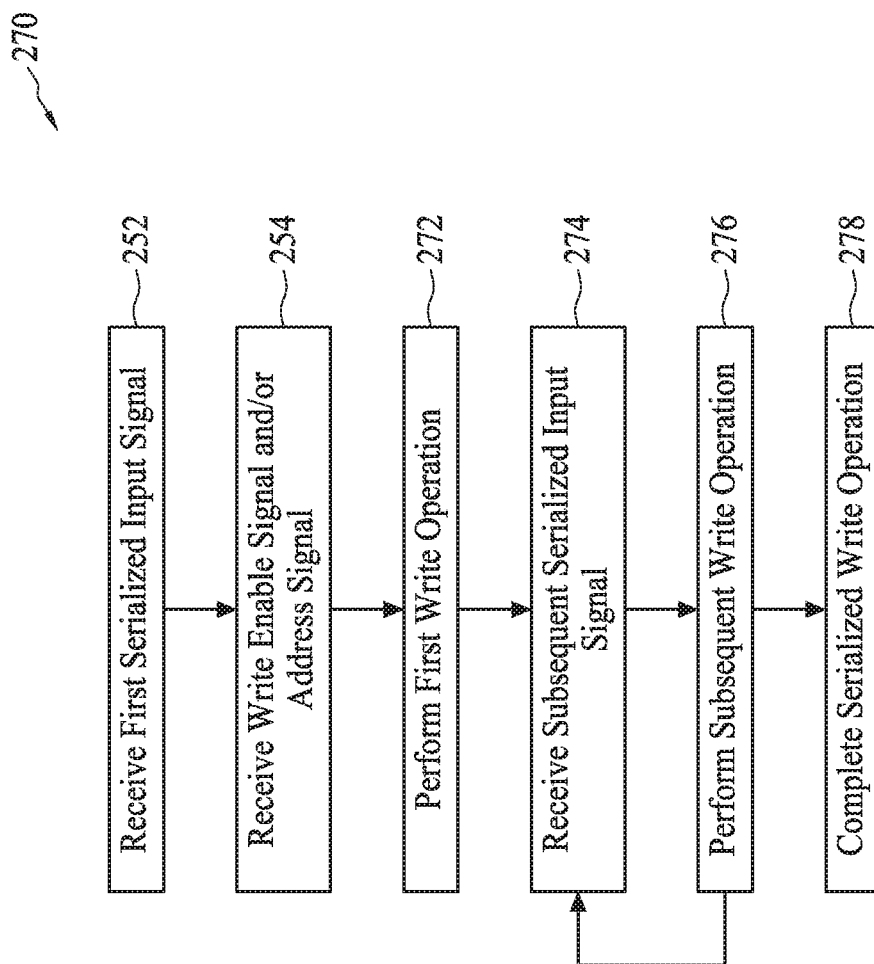 270
Receive First Serialized Input Signal
252
Receive Write Enable Signal and/or
Address Signal
254
Perform First Write Operation
272
Receive Subsequent Serialized Input
Signal
274
Perform Subsequent Write Operation
276
Complete Serialized Write Operation
278